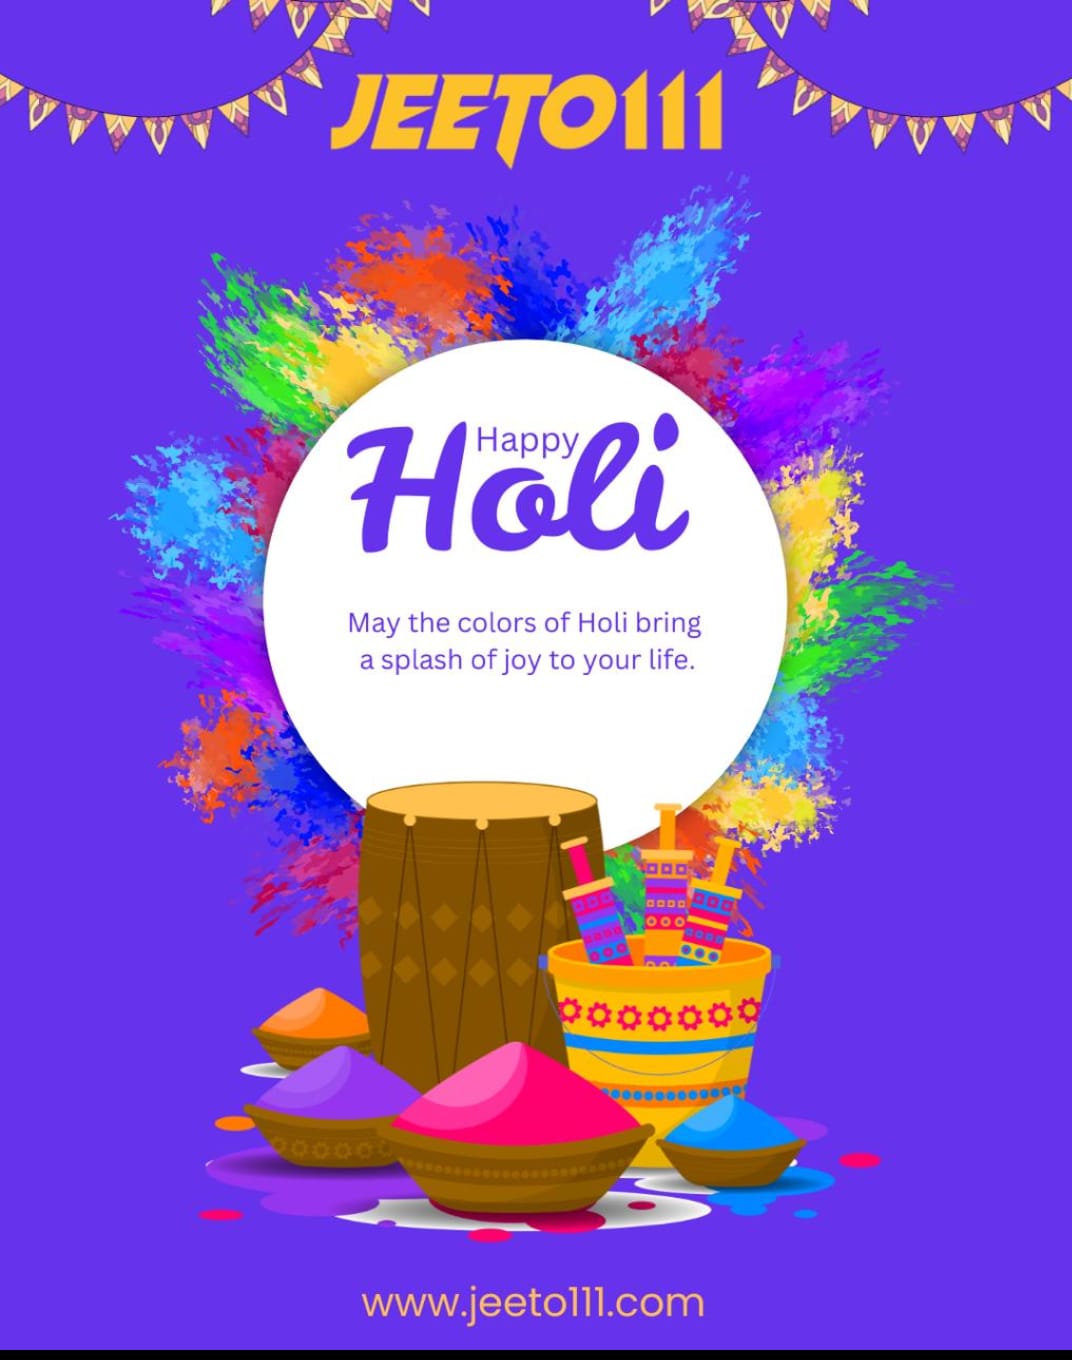 JEETO111
Happy
Holi
May the colors of Holi bring
a splash of joy to your life.
www.jeeto111.com